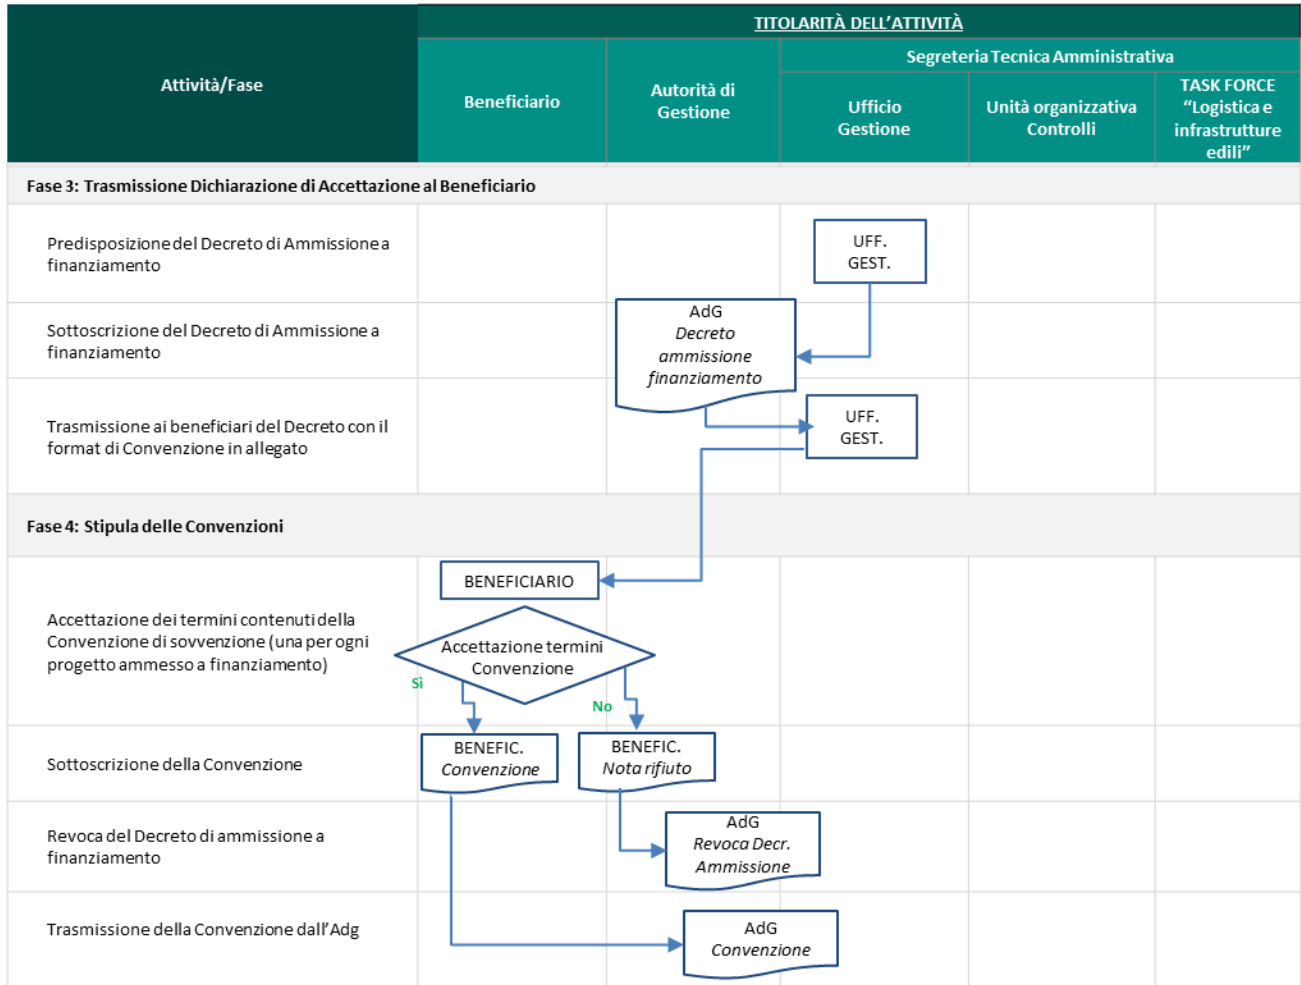 TITOLARITÀ DELL'ATTIVITÀ
Attività/Fase
Beneficiario
Autorità di
Gestione
Segreteria Tecnica Amministrativa
Ufficio
Gestione
Unità organizzativa
Controlli
TASK FORCE
“Logistica e
infrastrutture
edili”
Fase 3: Trasmissione Dichiarazione di Accettazione al Beneficiario
Predisposizione del Decreto di Ammissione a
finanziamento
UFF.
GEST.
Sottoscrizione del Decreto di Ammissione a
finanziamento
AdG
Decreto
ammissione
finanziamento
Trasmissione ai beneficiari del Decreto con il
format di Convenzione in allegato
UFF.
GEST.
Fase 4: Stipula delle Convenzioni
BENEFICIARIO
Accettazione dei termini contenuti della
Convenzione di sovvenzione (una per ogni
progetto ammesso a finanziamento)
Accettazione termini
Convenzione
Sì
No
Sottoscrizione della Convenzione
BENEFIC.
Convenzione
BENEFIC.
Nota rifiuto
Revoca del Decreto di ammissione a
finanziamento
AdG
Revoca Decr.
Ammissione
Trasmissione della Convenzione dall'Adg
AdG
Convenzione